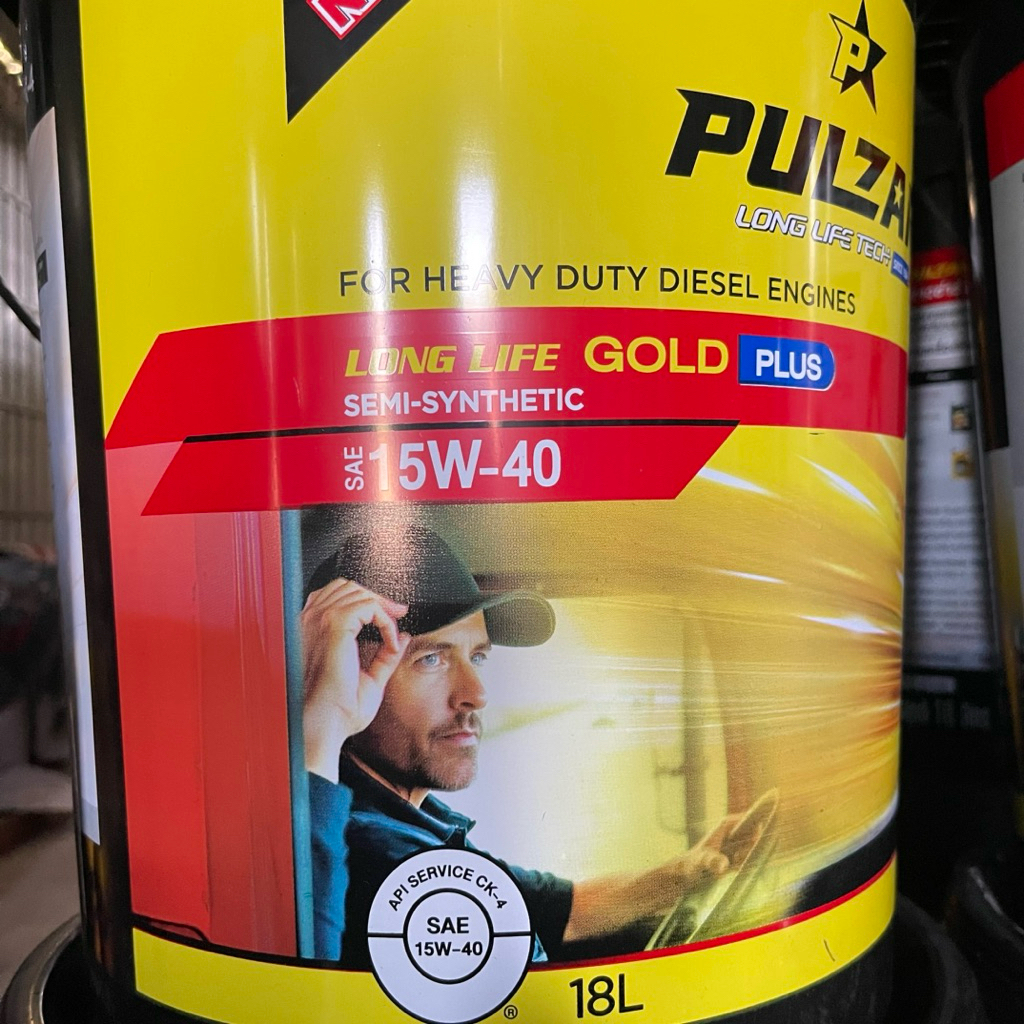 PULZA
LONG LIFE TECH
FOR HEAVY DUTY DIESEL ENGINES
LONG LIFE GOLD PLUS
SEMI-SYNTHETIC
SAE 15W-40
API SERVICE CK-4
SAE
15W-40
®
18L